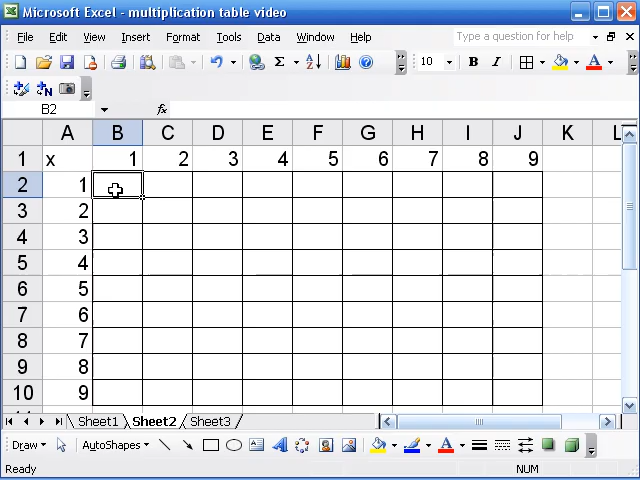 Microsoft Excel - multiplication table video
File Edit View Insert Format Tools Data Window Help Type a question for help
Σ 10 B I
B2 fx
A B C D E F G H I J K L
1 x 1 2 3 4 5 6 7 8 9
2 1
3 2
4 3
5 4
6 5
7 6
8 7
9 8
10 9
Sheet1 Sheet2 Sheet3
Draw AutoShapes A A
Ready NUM